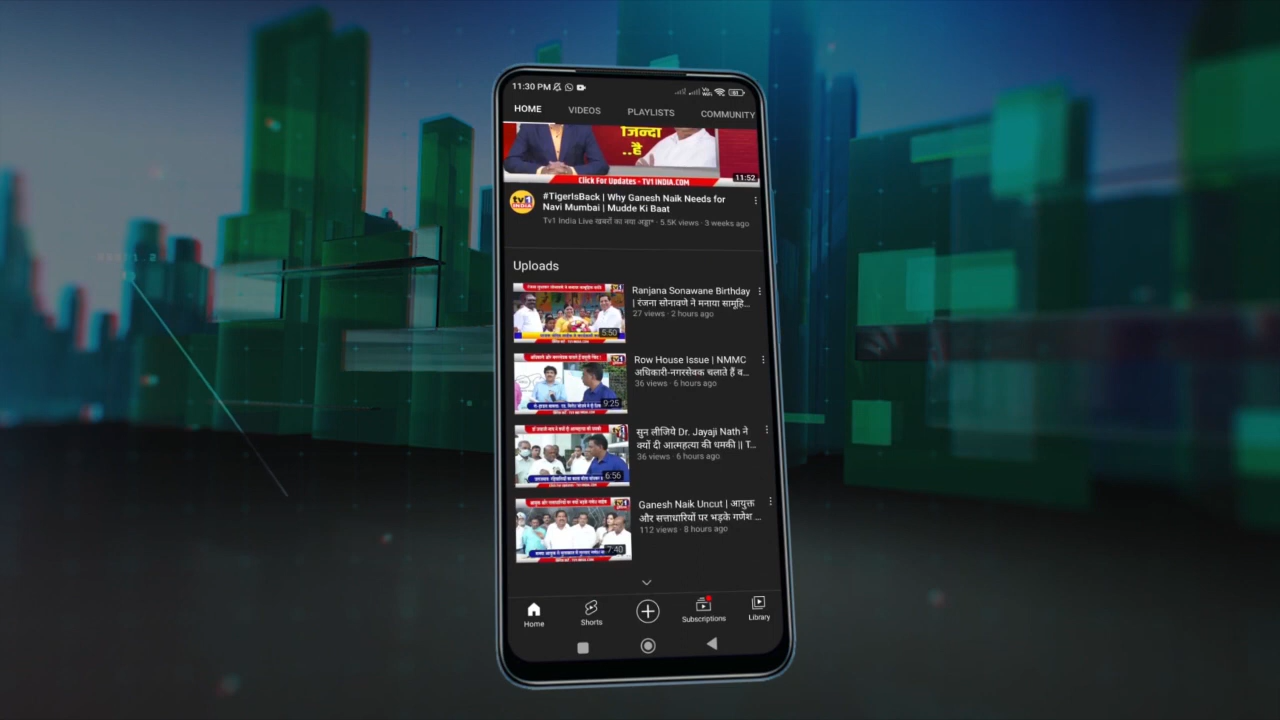 11:30 PM
HOME VIDEOS PLAYLISTS COMMUNITY
जिन्दा
..है
Click For Updates - TV1 INDIA.COM
11:52
tv1
INDIA
#TigerIsBack | Why Ganesh Naik Needs for
Navi Mumbai | Mudde Ki Baat
Tv1 India Live खबरों का नया अड्डा" · 5.5K views · 3 weeks ago
Uploads
Ranjana Sonawane Birthday
| रंजना सोनावणे ने मनाया सामूहि...
27 views · 2 hours ago
5:50
Row House Issue | NMMC
अधिकारी-नगरसेवक चलाते हैं व...
36 views · 6 hours ago
9:25
सुन लीजिये Dr. Jayaji Nath ने
क्यों दी आत्महत्या की धमकी || T...
36 views · 6 hours ago
6:56
Ganesh Naik Uncut | आयुक्त
और सत्ताधारियों पर भड़के गणेश ...
112 views · 8 hours ago
7:40
Home Shorts Subscriptions Library